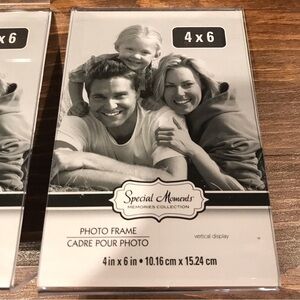 x 6
4 x 6
Special Moments
MEMORIES COLLECTION
PHOTO FRAME
CADRE POUR PHOTO
vertical display
4 in x 6 in • 10.16 cm x 15.24 cm